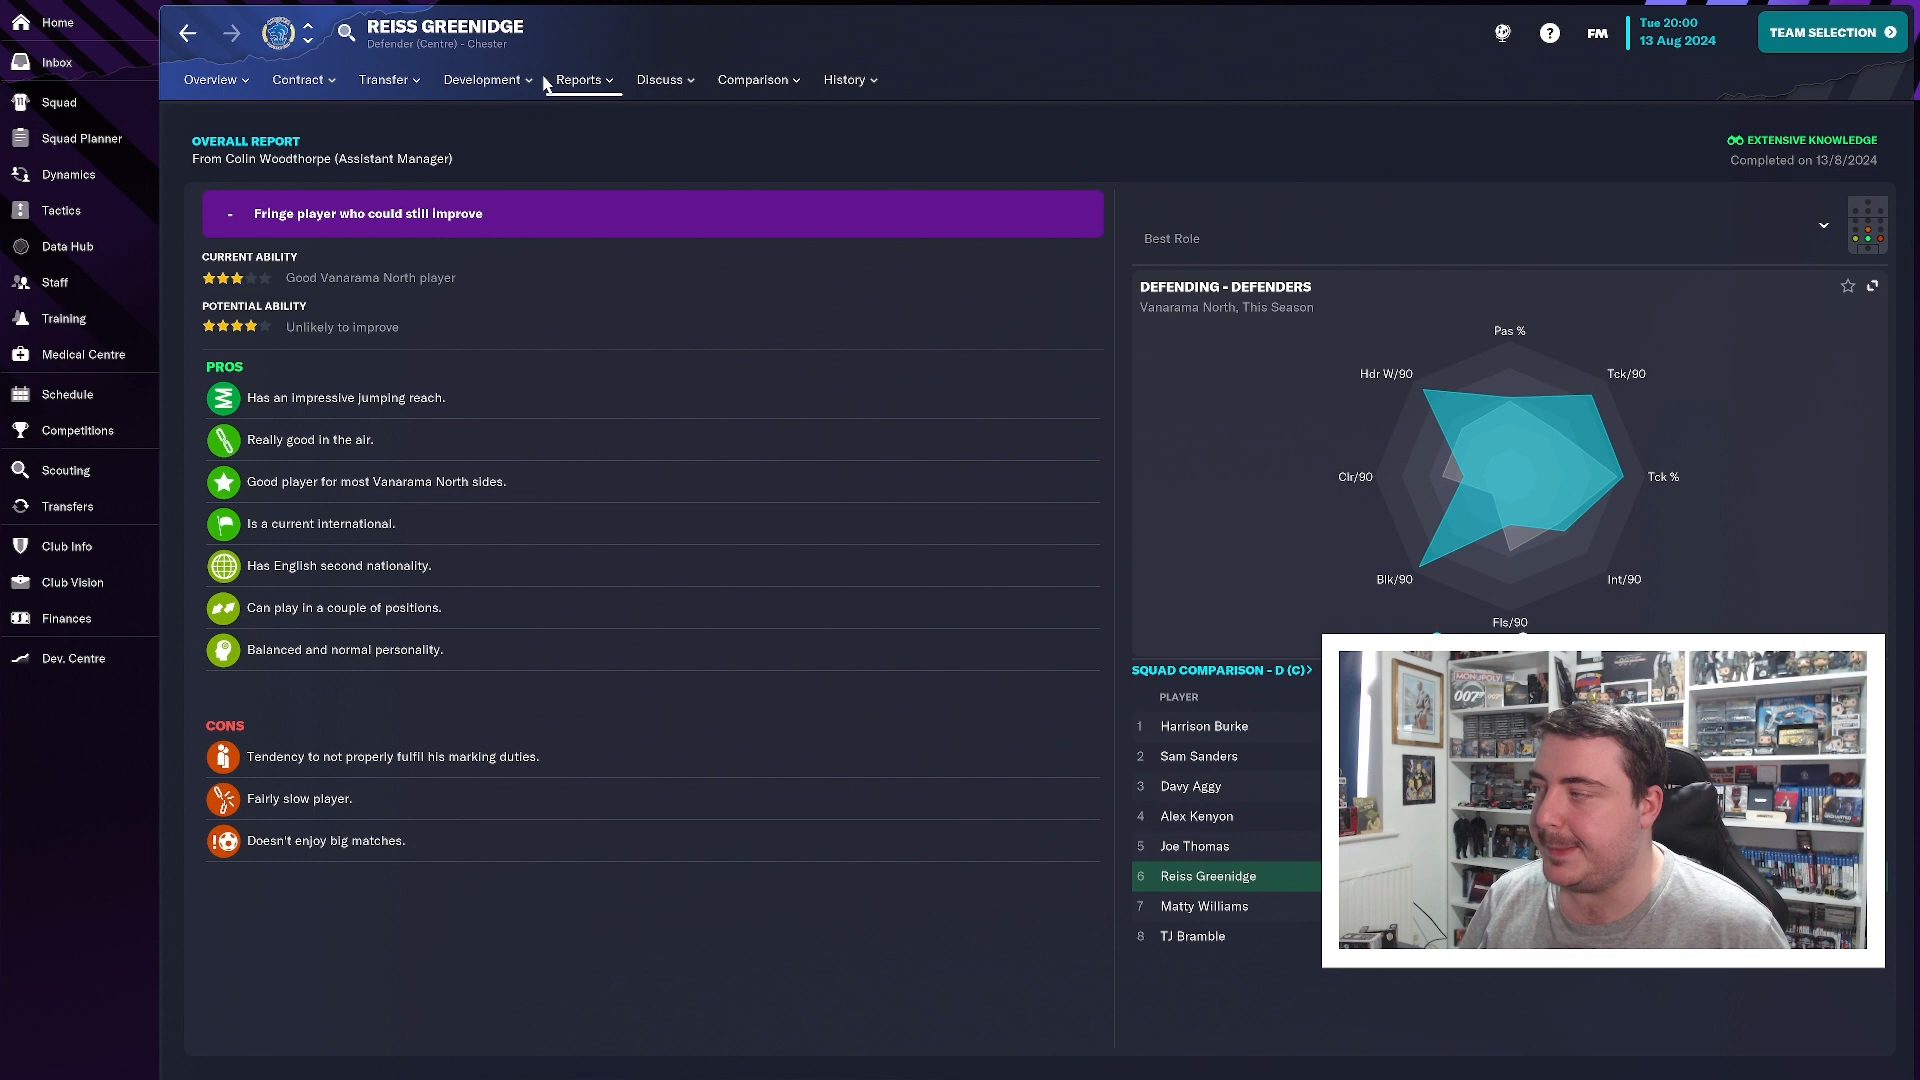 Home
Inbox
Squad
Squad Planner
Dynamics
Tactics
Data Hub
Staff
Training
Medical Centre
Schedule
Competitions
Scouting
Transfers
Club Info
Club Vision
Finances
Dev. Centre
REISS GREENIDGE
Defender (Centre) - Chester
FM
Tue 20:00
13 Aug 2024
TEAM SELECTION
Overview
Contract
Transfer
Development
Reports
Discuss
Comparison
History
OVERALL REPORT
From Colin Woodthorpe (Assistant Manager)
EXTENSIVE KNOWLEDGE
Completed on 13/8/2024
- Fringe player who could still improve
CURRENT ABILITY
Good Vanarama North player
POTENTIAL ABILITY
Unlikely to improve
PROS
Has an impressive jumping reach.
Really good in the air.
Good player for most Vanarama North sides.
Is a current international.
Has English second nationality.
Can play in a couple of positions.
Balanced and normal personality.
CONS
Tendency to not properly fulfil his marking duties.
Fairly slow player.
Doesn't enjoy big matches.
Best Role
DEFENDING - DEFENDERS
Vanarama North, This Season
Pas %
Hdr W/90
Tck/90
Clr/90
Tck %
Blk/90
Int/90
Fls/90
SQUAD COMPARISON - D (C)>
PLAYER
1 Harrison Burke
2 Sam Sanders
3 Davy Aggy
4 Alex Kenyon
5 Joe Thomas
6 Reiss Greenidge
7 Matty Williams
8 TJ Bramble
MONOPOLY
007
UNCHARTED